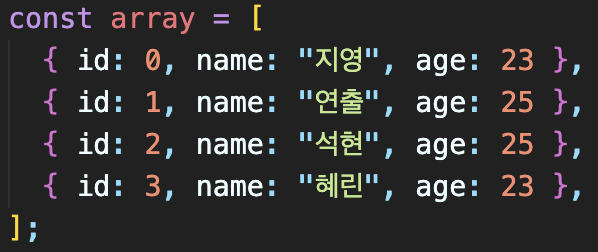 const array = [
  { id: 0, name: "지영", age: 23 },
  { id: 1, name: "연출", age: 25 },
  { id: 2, name: "석현", age: 25 },
  { id: 3, name: "혜린", age: 23 },
];